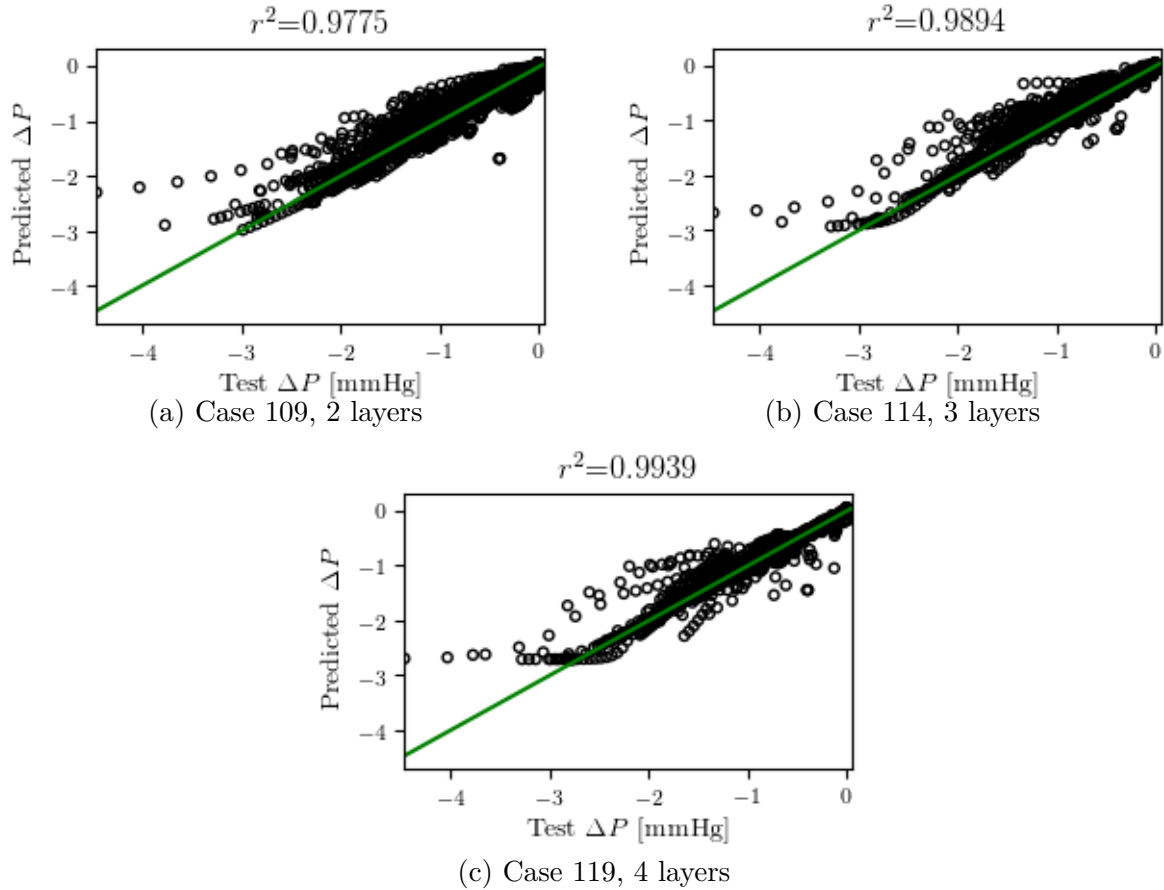 r²=0.9775
0
−1
−2
−3
−4
Predicted ΔP
−4 −3 −2 −1 0
Test ΔP [mmHg]
(a) Case 109, 2 layers
r²=0.9894
0
−1
−2
−3
−4
Predicted ΔP
−4 −3 −2 −1 0
Test ΔP [mmHg]
(b) Case 114, 3 layers
r²=0.9939
0
−1
−2
−3
−4
Predicted ΔP
−4 −3 −2 −1 0
Test ΔP [mmHg]
(c) Case 119, 4 layers